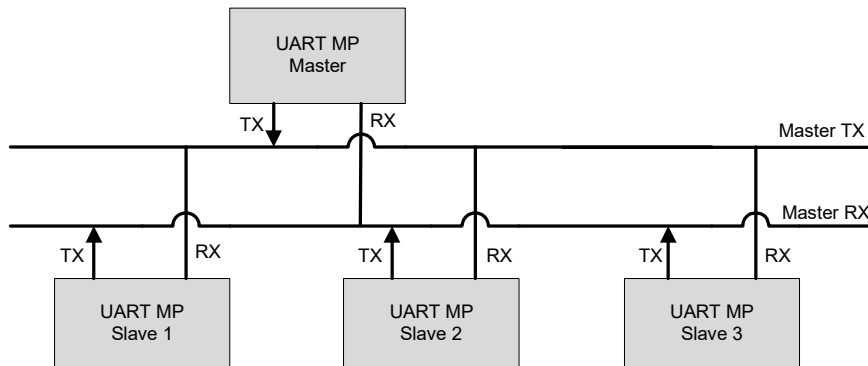 UART MP
Master
TX
RX
Master TX
Master RX
TX
RX
TX
RX
TX
RX
UART MP
Slave 1
UART MP
Slave 2
UART MP
Slave 3